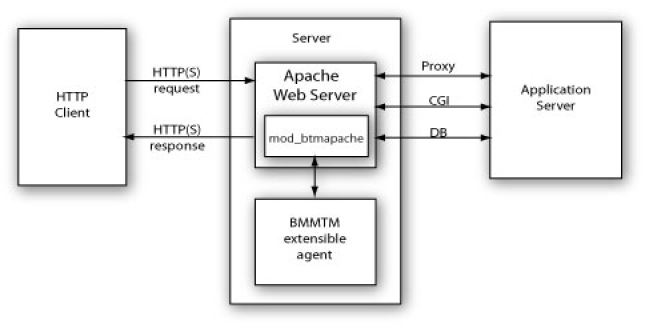 Server
HTTP
Client
HTTP(S)
request
HTTP(S)
response
Apache
Web Server
mod_btmapache
BMMTM
extensible
agent
Proxy
CGI
DB
Application
Server